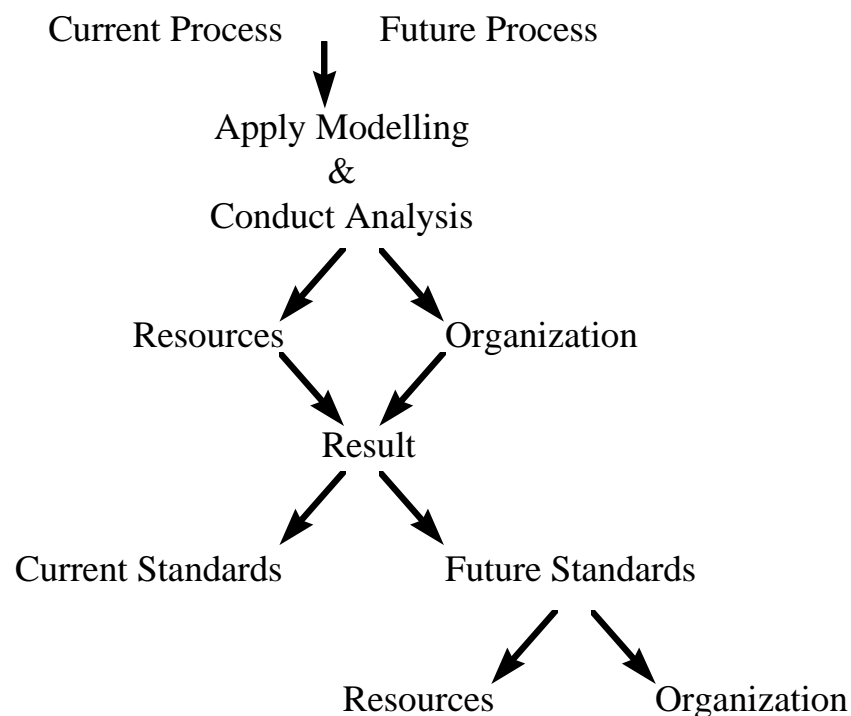 Current Process Future Process
Apply Modelling
&
Conduct Analysis
Resources Organization
Result
Current Standards Future Standards
Resources Organization